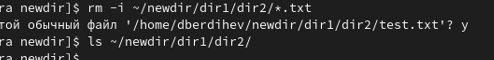 ra newdir]$ rm -i ~/newdir/dir1/dir2/*.txt
той обычный файл '/home/dberdihev/newdir/dir1/dir2/test.txt'? y
ra newdir]$ ls ~/newdir/dir1/dir2/
ra newdir]$